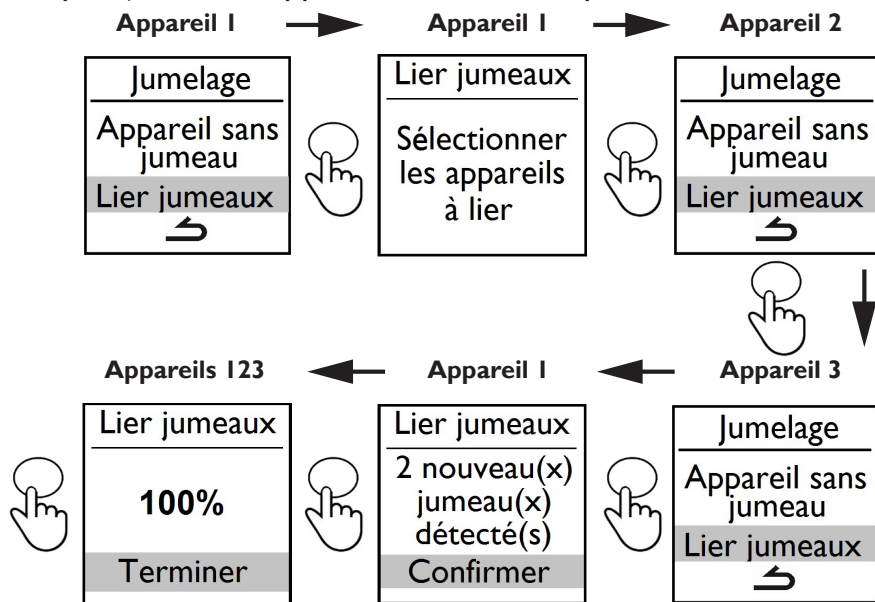 Appareil 1
Appareil 1
Appareil 2
Jumelage
Appareil sans
jumeau
Lier jumeaux
Lier jumeaux
Sélectionner
les appareils
à lier
Jumelage
Appareil sans
jumeau
Lier jumeaux
Appareils 123
Appareil 1
Appareil 3
Lier jumeaux
100%
Terminer
Lier jumeaux
2 nouveau(x)
jumeau(x)
détecté(s)
Confirmer
Jumelage
Appareil sans
jumeau
Lier jumeaux